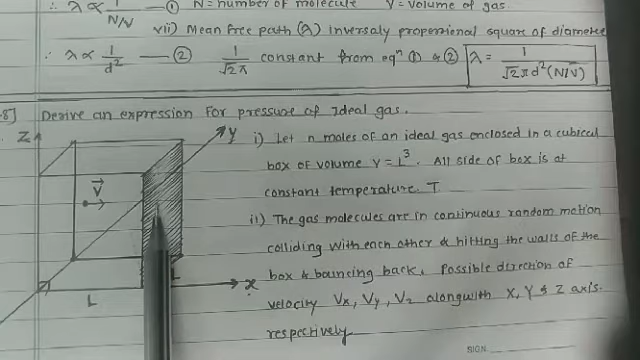 ∴ λ ∝ 1/(N/V) — ① N = number of molecule V = Volume of gas
vii) Mean free path (λ) inversaly propersional square of diametre
∴ λ ∝ 1/d² — ② 1/√2π constant from eqⁿ ① & ② λ = 1/(√2πd²(N/V))
8] Derive an expression for pressure of Ideal gas.
Z Y i) Let n moles of an ideal gas enclosed in a cubical
box of volume V = L³. All side of box is at
V⃗ constant temperature T
ii) The gas molecules are in continuous random motion
colliding with each other & hitting the walls of the
L box & bouncing back. Possible direction of
X velocity Vx, Vy, Vz alongwith X, Y & Z axis.
L respectively
SIGN